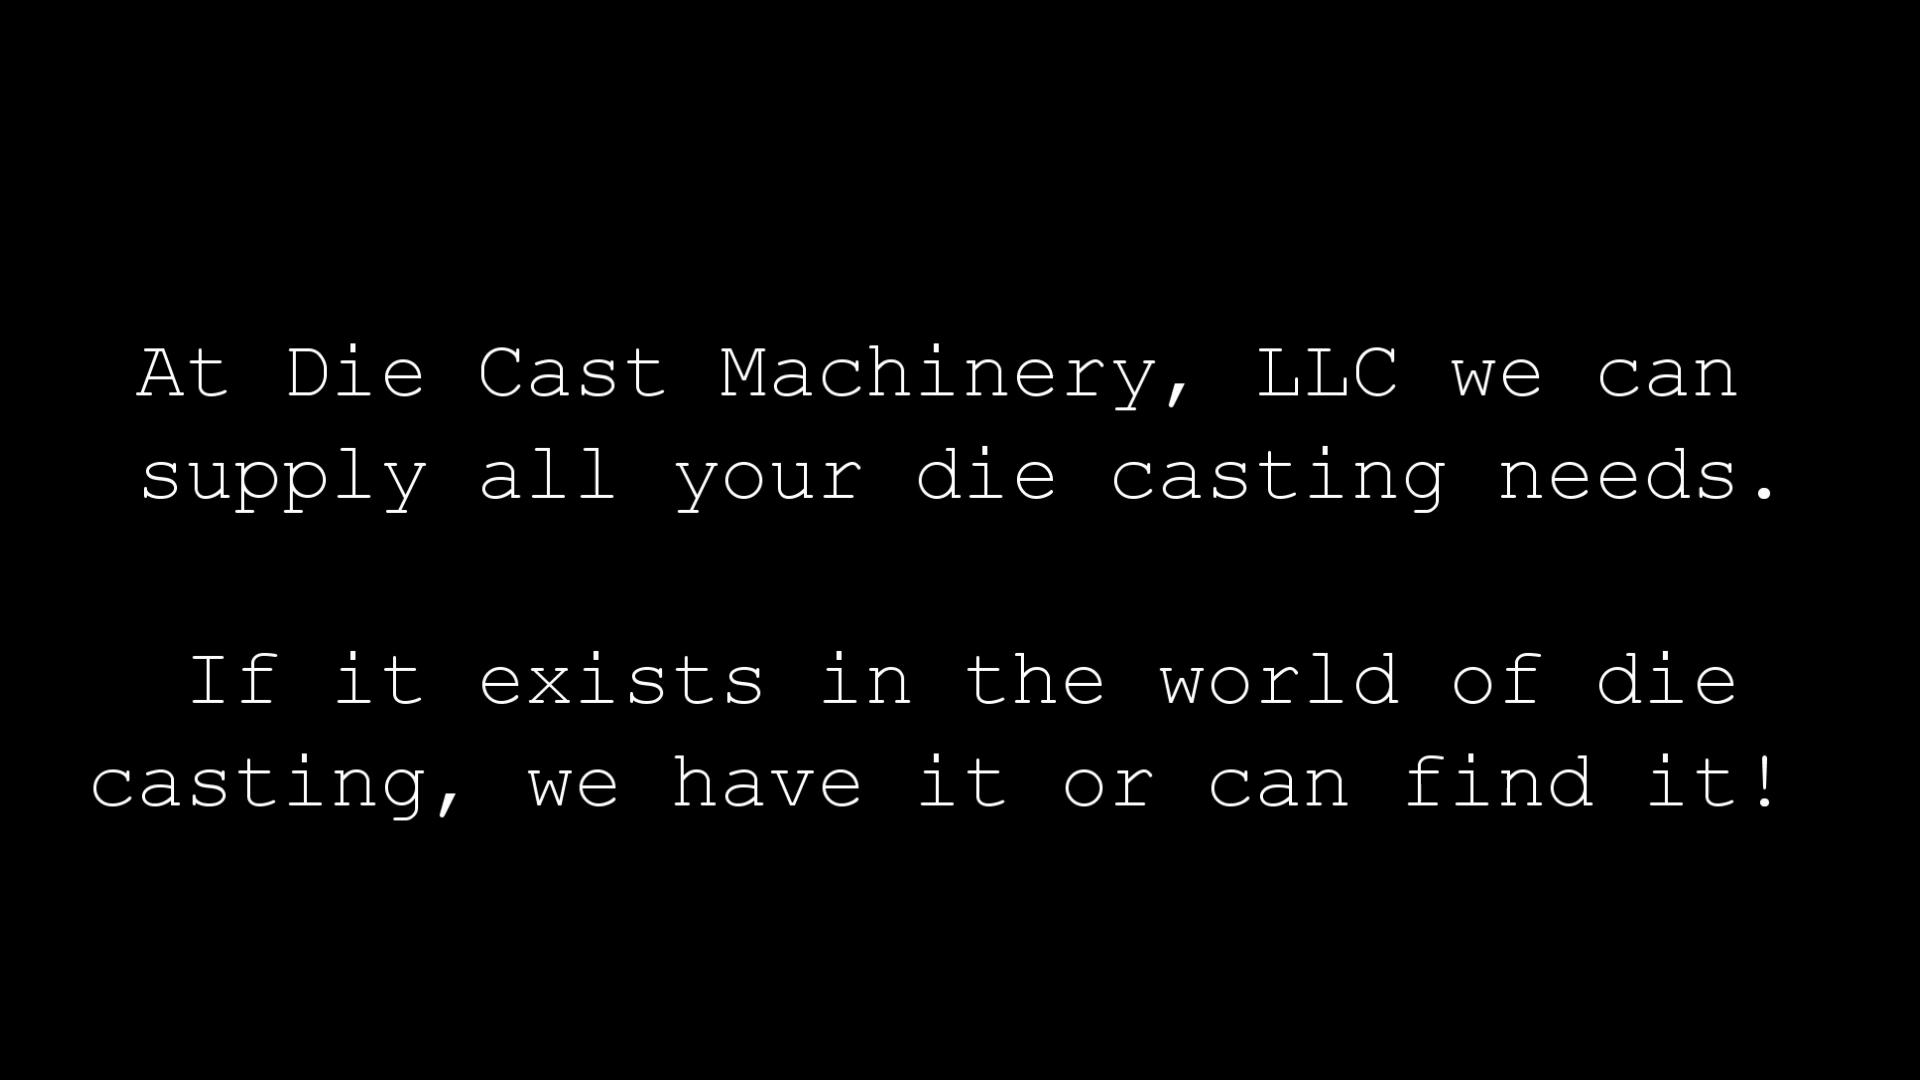 At Die Cast Machinery, LLC we can
supply all your die casting needs.
If it exists in the world of die
casting, we have it or can find it!